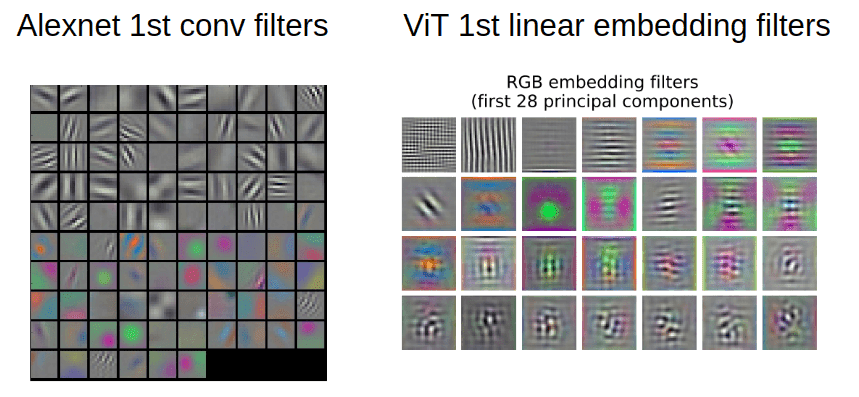 Alexnet 1st conv filters
ViT 1st linear embedding filters
RGB embedding filters
(first 28 principal components)